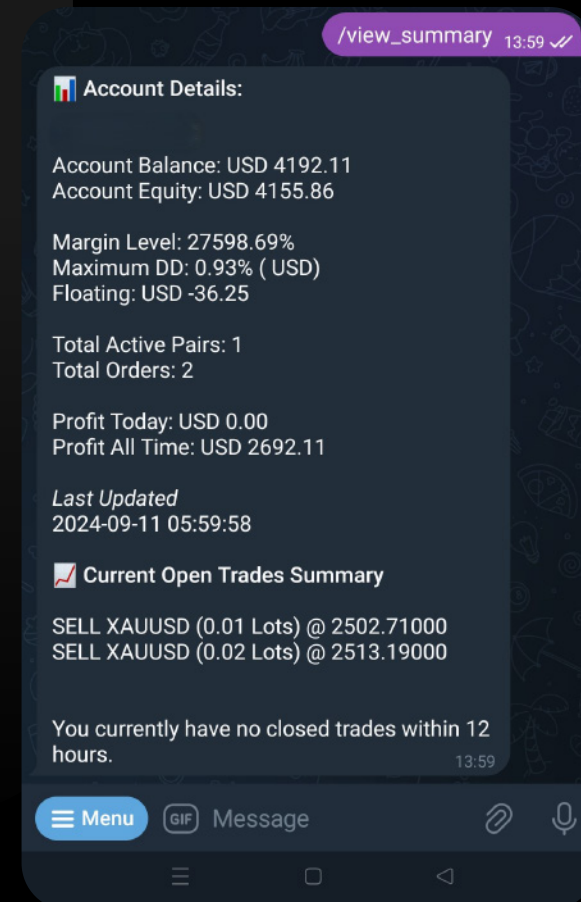 /view_summary 13:59
Account Details:
Account Balance: USD 4192.11
Account Equity: USD 4155.86
Margin Level: 27598.69%
Maximum DD: 0.93% ( USD)
Floating: USD -36.25
Total Active Pairs: 1
Total Orders: 2
Profit Today: USD 0.00
Profit All Time: USD 2692.11
Last Updated
2024-09-11 05:59:58
Current Open Trades Summary
SELL XAUUSD (0.01 Lots) @ 2502.71000
SELL XAUUSD (0.02 Lots) @ 2513.19000
You currently have no closed trades within 12
hours.
13:59
Menu GIF Message